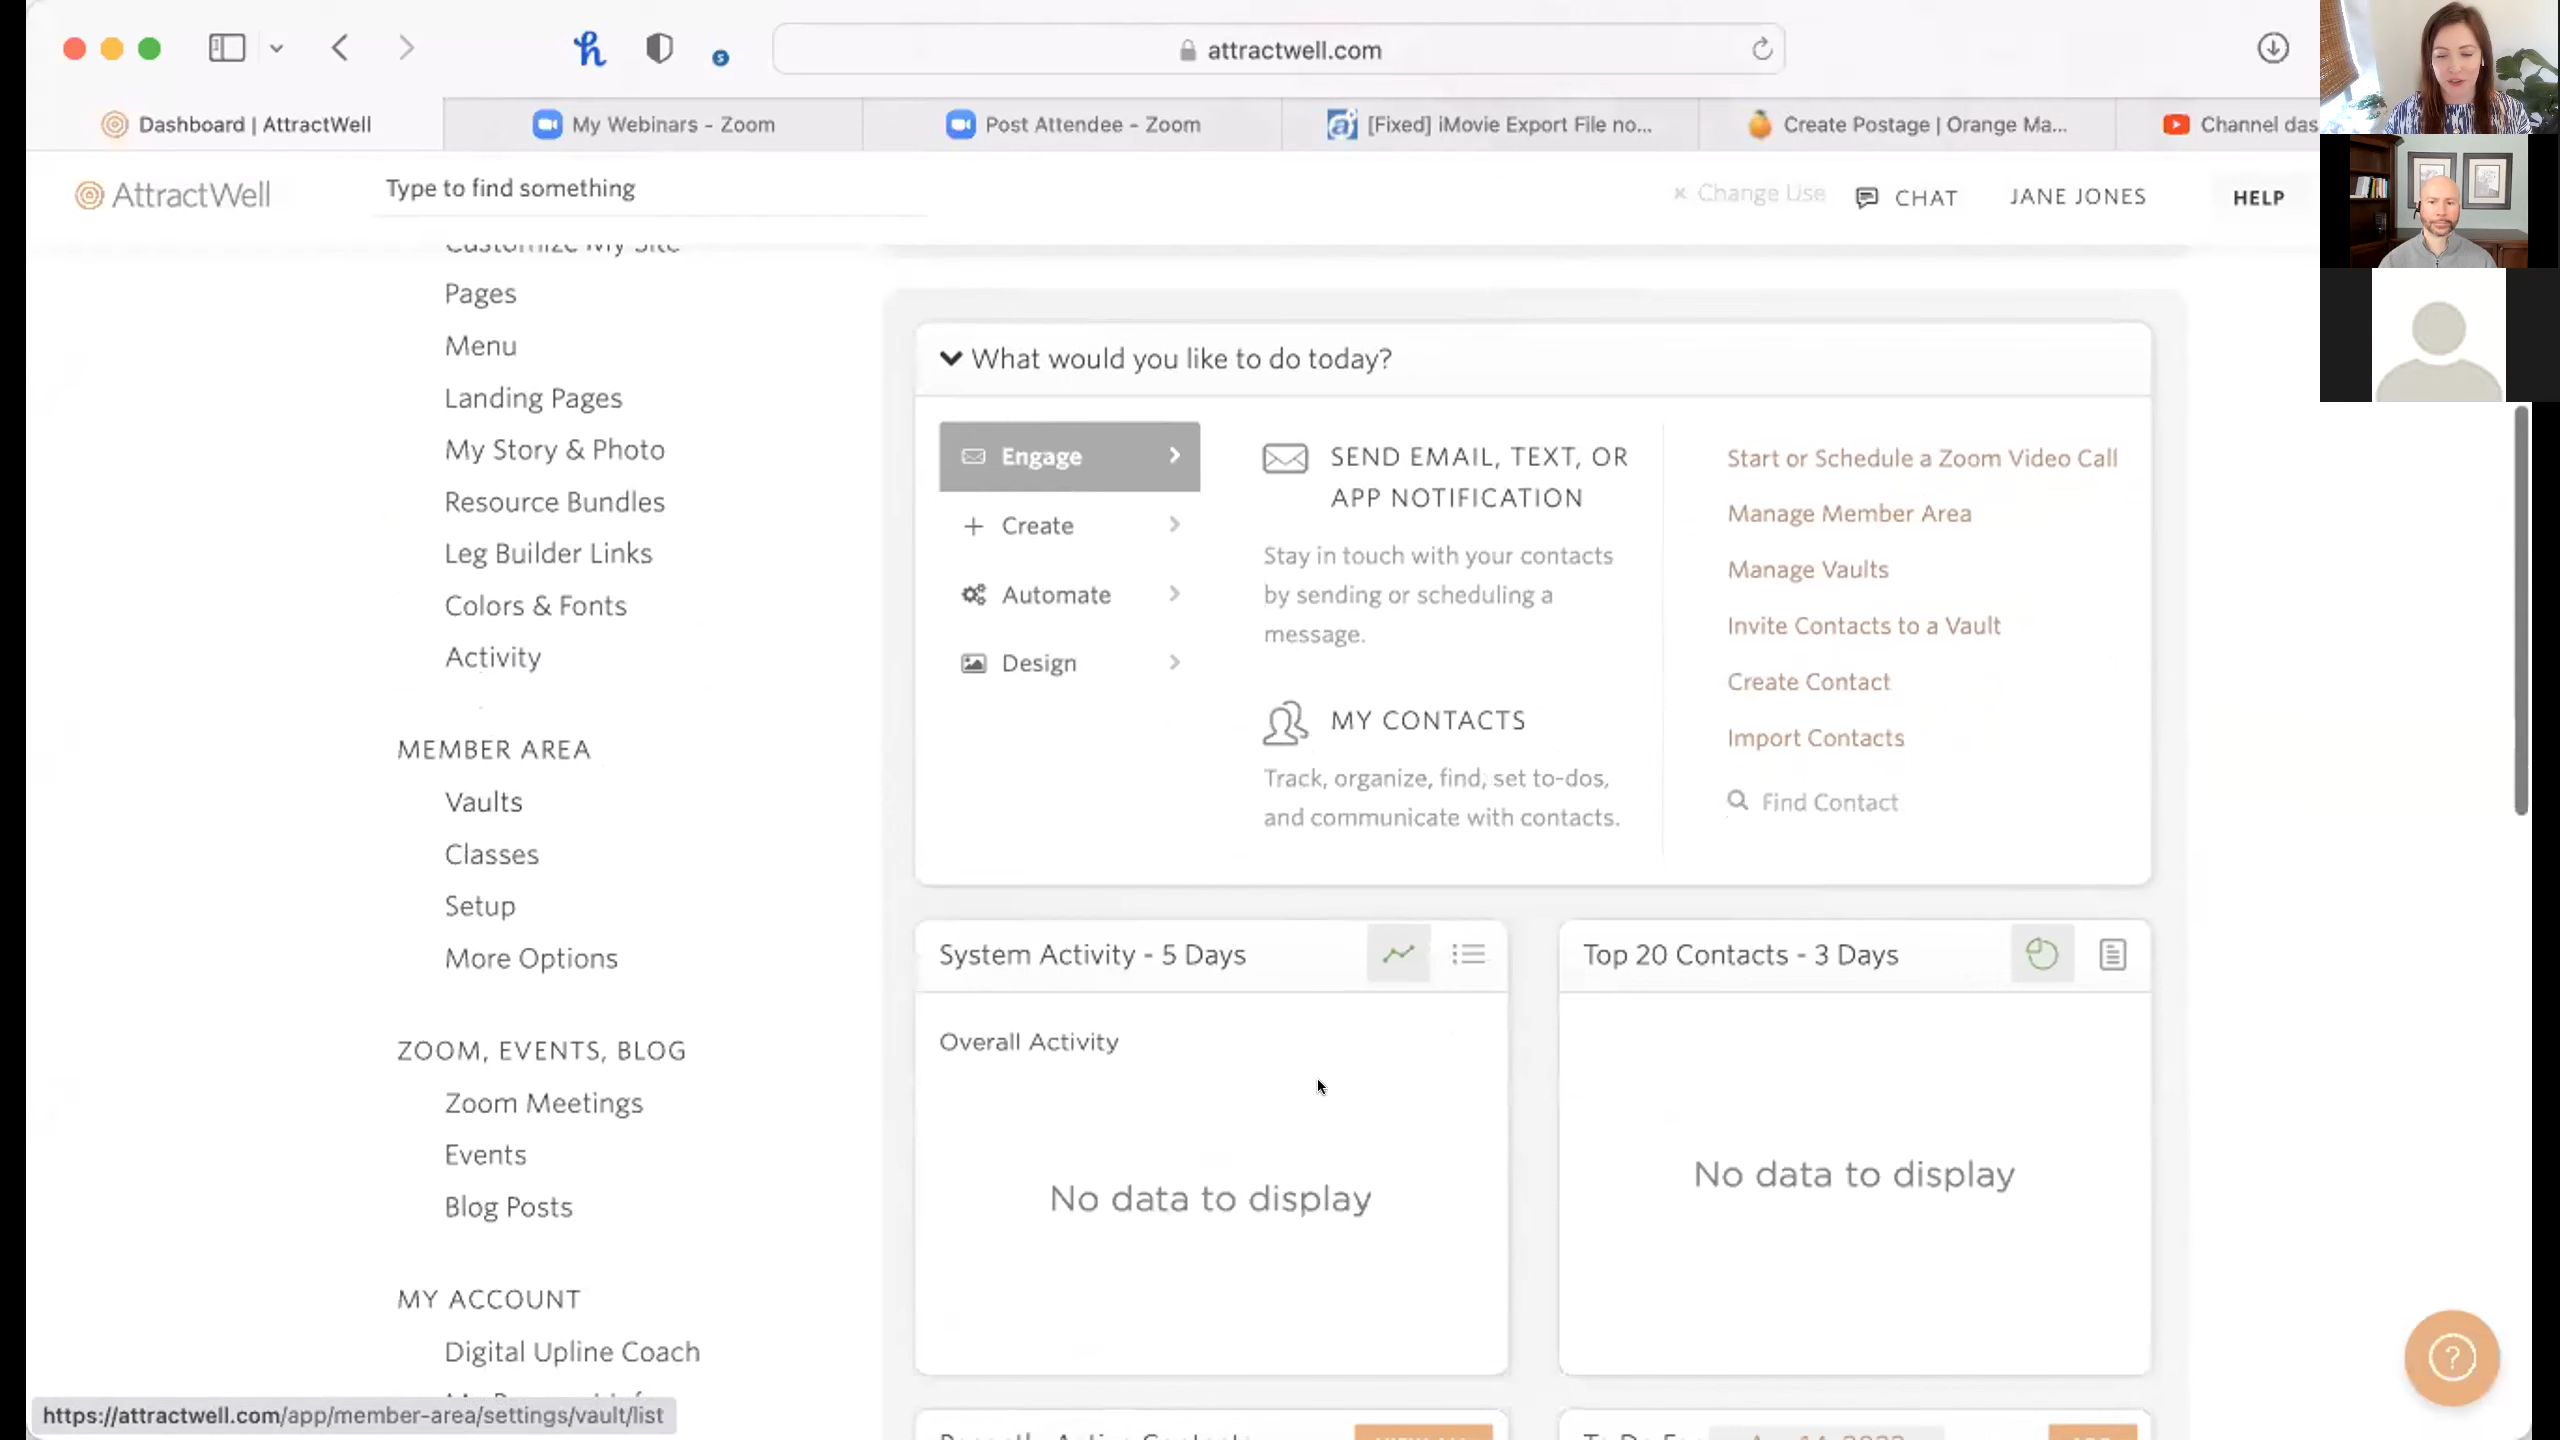 attractwell.com
Dashboard | AttractWell
My Webinars - Zoom
Post Attendee - Zoom
[Fixed] iMovie Export File no...
Create Postage | Orange Ma...
Channel das
AttractWell
Type to find something
× Change Use
CHAT
JANE JONES
HELP
Customize My Site
Pages
Menu
Landing Pages
My Story & Photo
Resource Bundles
Leg Builder Links
Colors & Fonts
Activity
MEMBER AREA
Vaults
Classes
Setup
More Options
ZOOM, EVENTS, BLOG
Zoom Meetings
Events
Blog Posts
MY ACCOUNT
Digital Upline Coach
https://attractwell.com/app/member-area/settings/vault/list
What would you like to do today?
Engage
Create
Automate
Design
SEND EMAIL, TEXT, OR
APP NOTIFICATION
Stay in touch with your contacts
by sending or scheduling a
message.
MY CONTACTS
Track, organize, find, set to-dos,
and communicate with contacts.
Start or Schedule a Zoom Video Call
Manage Member Area
Manage Vaults
Invite Contacts to a Vault
Create Contact
Import Contacts
Find Contact
System Activity - 5 Days
Overall Activity
No data to display
Top 20 Contacts - 3 Days
No data to display